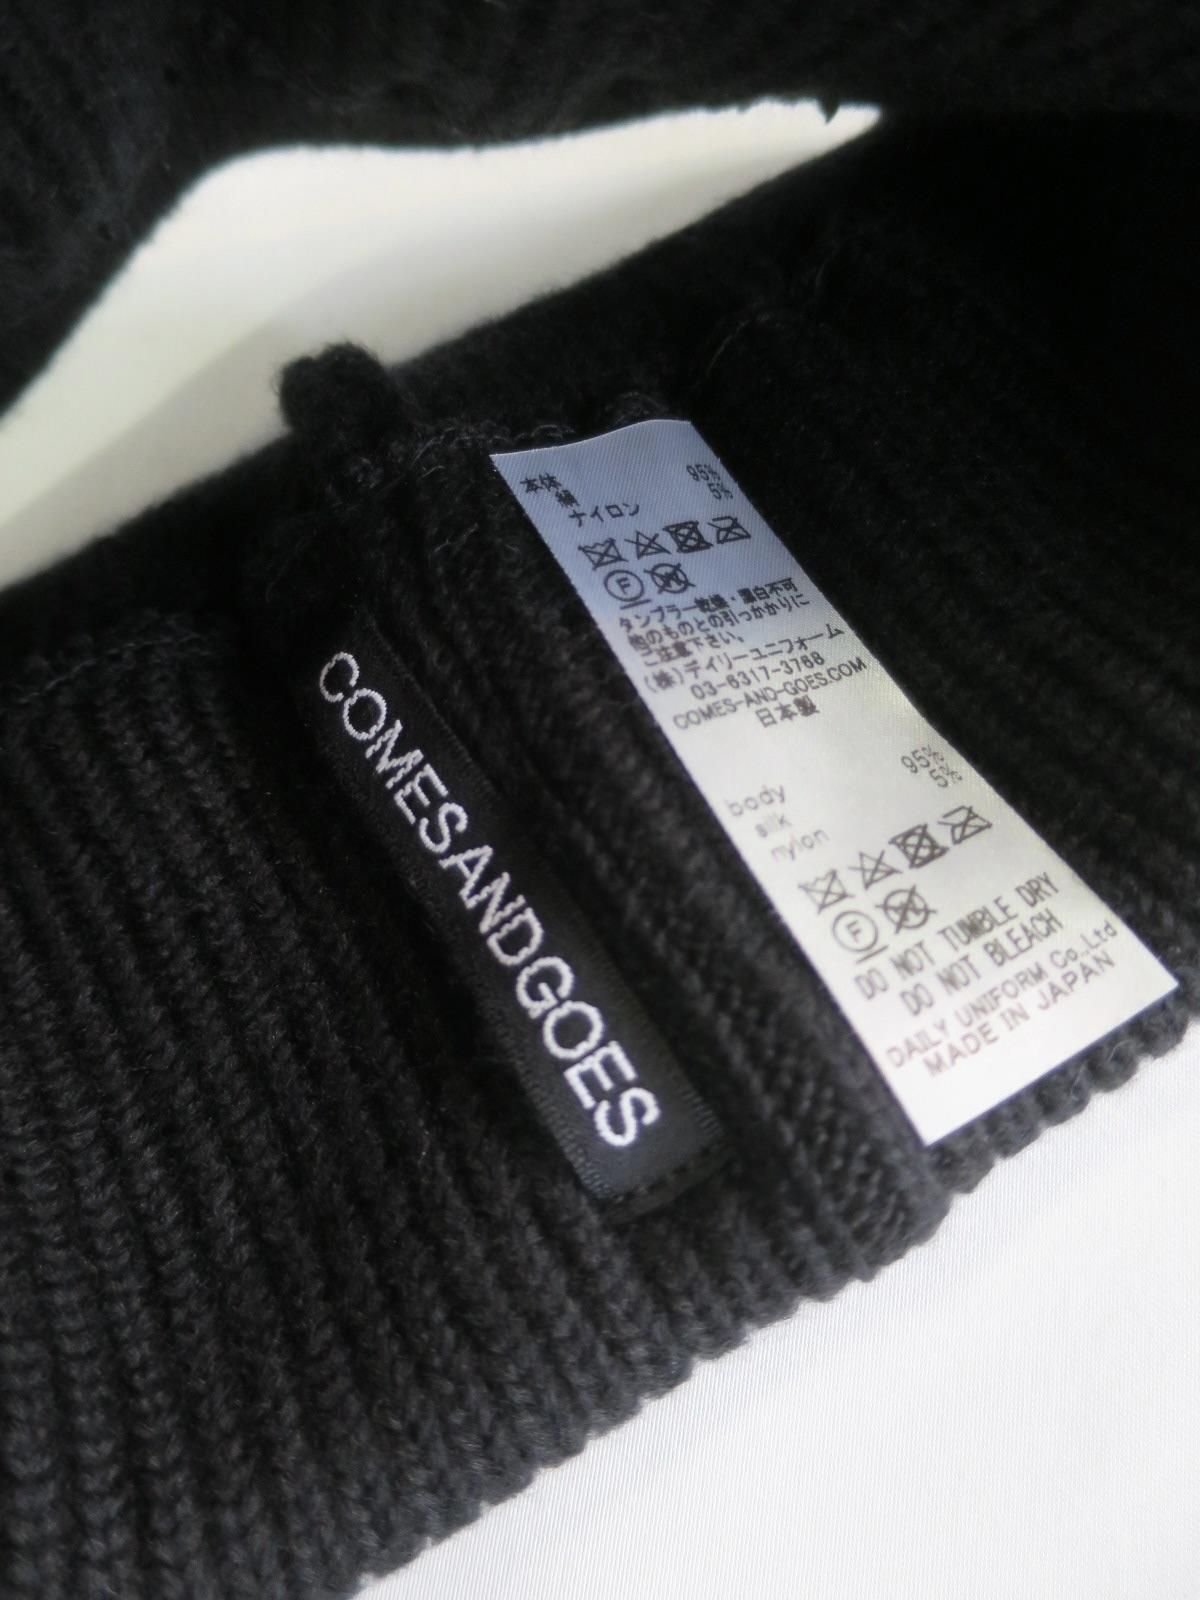 COMESANDGOES
本体
絹 95%
ナイロン 5%
F W
タンブラー乾燥・漂白不可
他のものとの引っかかりに
ご注意下さい。
(株)デイリーユニフォーム
03-6317-3768
COMES-AND-GOES.COM
日本製
body
silk 95%
nylon 5%
F W
DO NOT TUMBLE DRY
DO NOT BLEACH
DAILY UNIFORM Co.,Ltd
MADE IN JAPAN